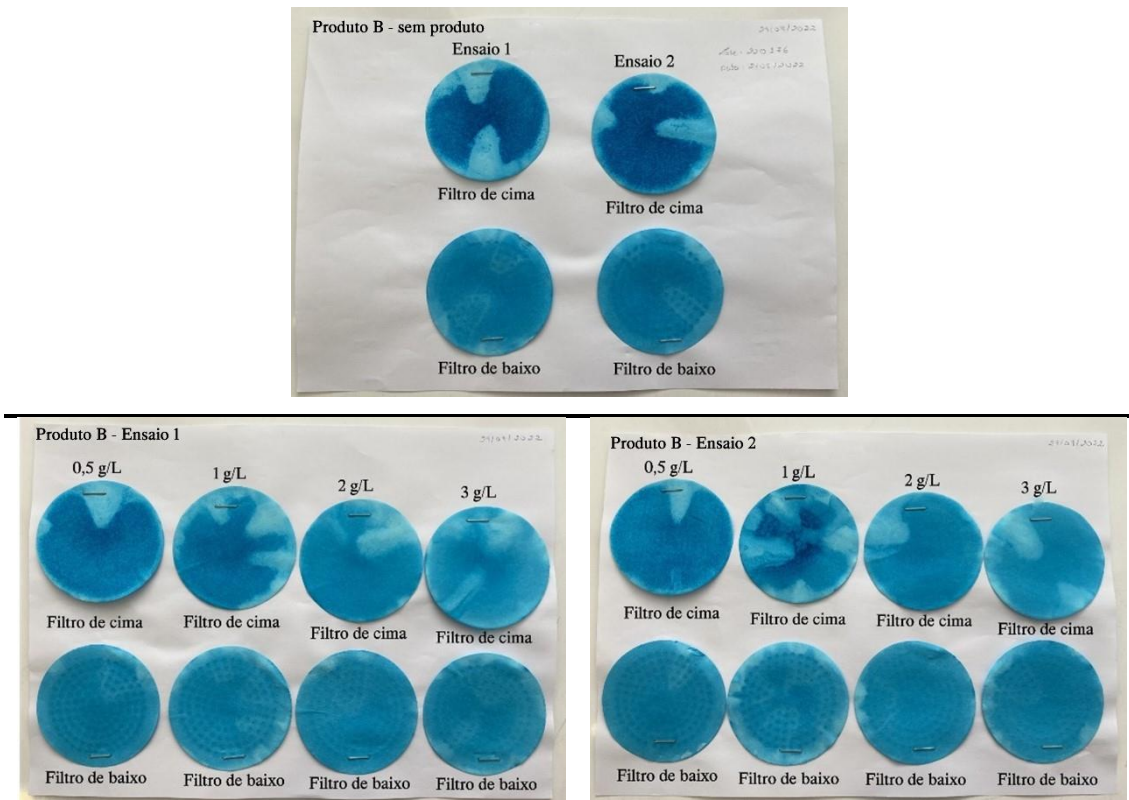 Produto B - sem produto
Ensaio 1
Ensaio 2
Filtro de cima
Filtro de cima
Filtro de baixo
Filtro de baixo
Produto B - Ensaio 1
0,5 g/L
1 g/L
2 g/L
3 g/L
Filtro de cima
Filtro de cima
Filtro de cima
Filtro de cima
Filtro de baixo
Filtro de baixo
Filtro de baixo
Filtro de baixo
Produto B - Ensaio 2
0,5 g/L
1 g/L
2 g/L
3 g/L
Filtro de cima
Filtro de cima
Filtro de cima
Filtro de cima
Filtro de baixo
Filtro de baixo
Filtro de baixo
Filtro de baixo